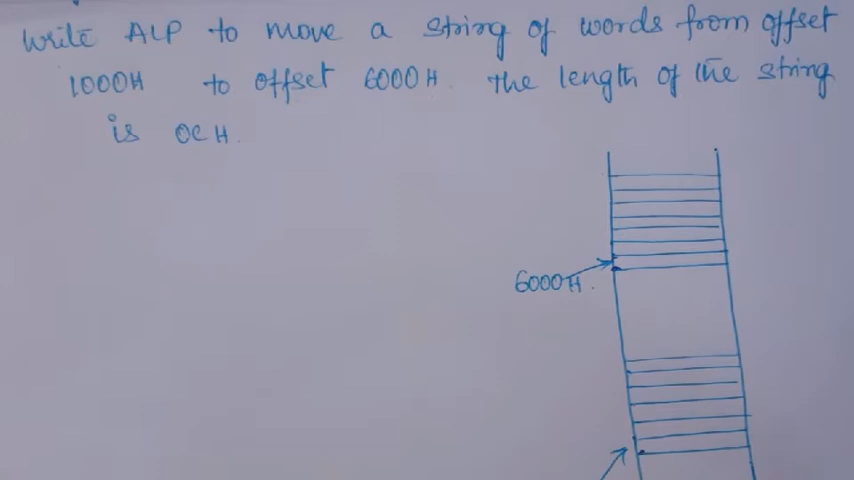 Write ALP to move a string of words from offset
1000H to offset 6000H. The length of the string
is 0CH.
6000H.